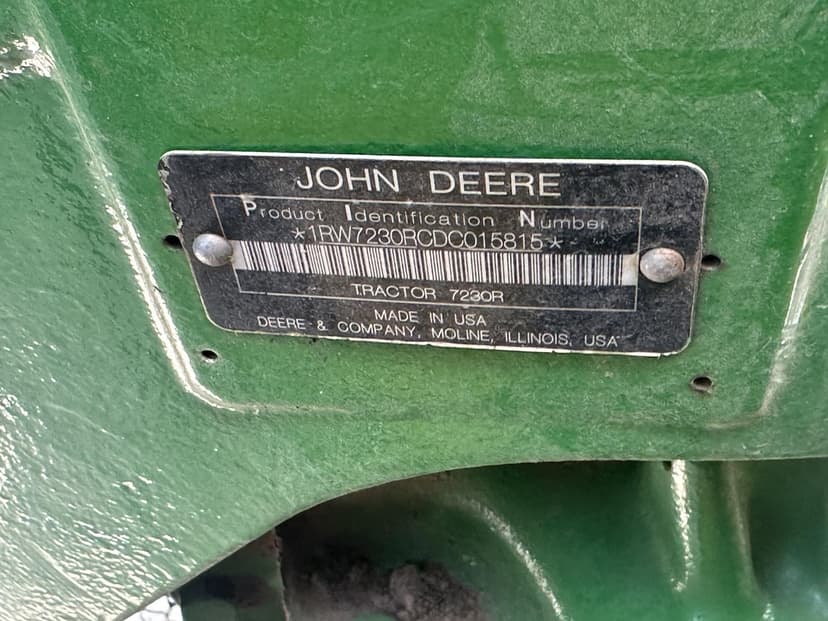 JOHN DEERE
Product Identification Number
*1RW7230RCDC015815*
TRACTOR 7230R
MADE IN USA
DEERE & COMPANY, MOLINE, ILLINOIS, USA